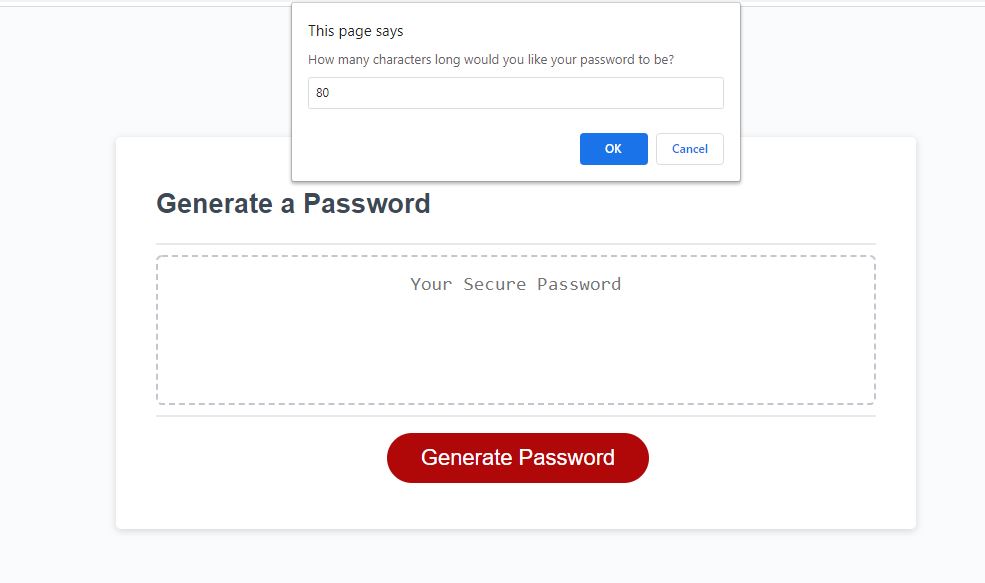 This page says
How many characters long would you like your password to be?
80
OK
Cancel
Generate a Password
Your Secure Password
Generate Password